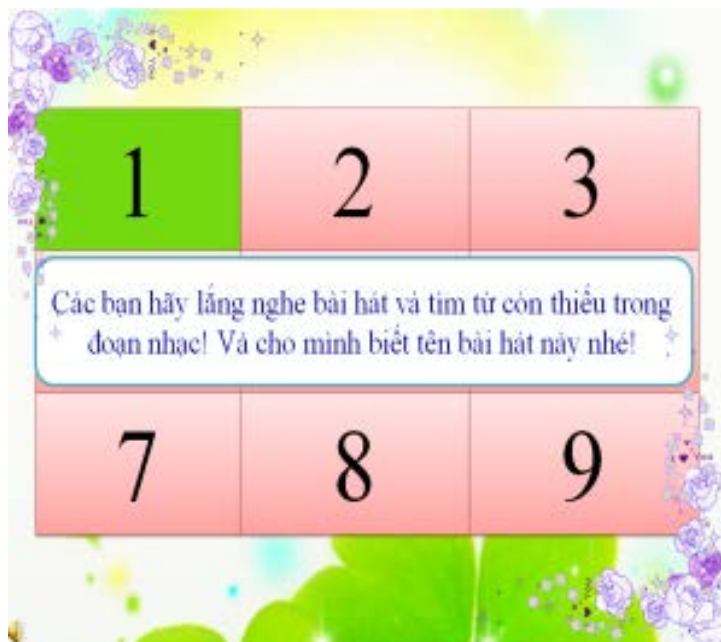 1 2 3
Các bạn hãy lắng nghe bài hát và tìm từ còn thiếu trong
đoạn nhạc! Và cho mình biết tên bài hát này nhé!
7 8 9